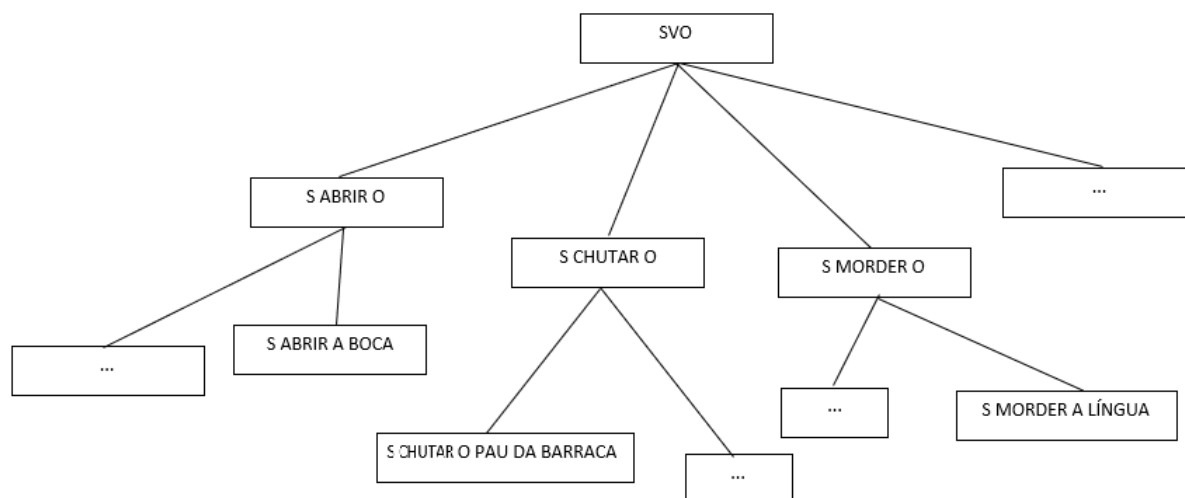 SVO
...
S ABRIR O
S CHUTAR O
S MORDER O
...
S ABRIR A BOCA
...
S MORDER A LÍNGUA
S CHUTAR O PAU DA BARRACA
...